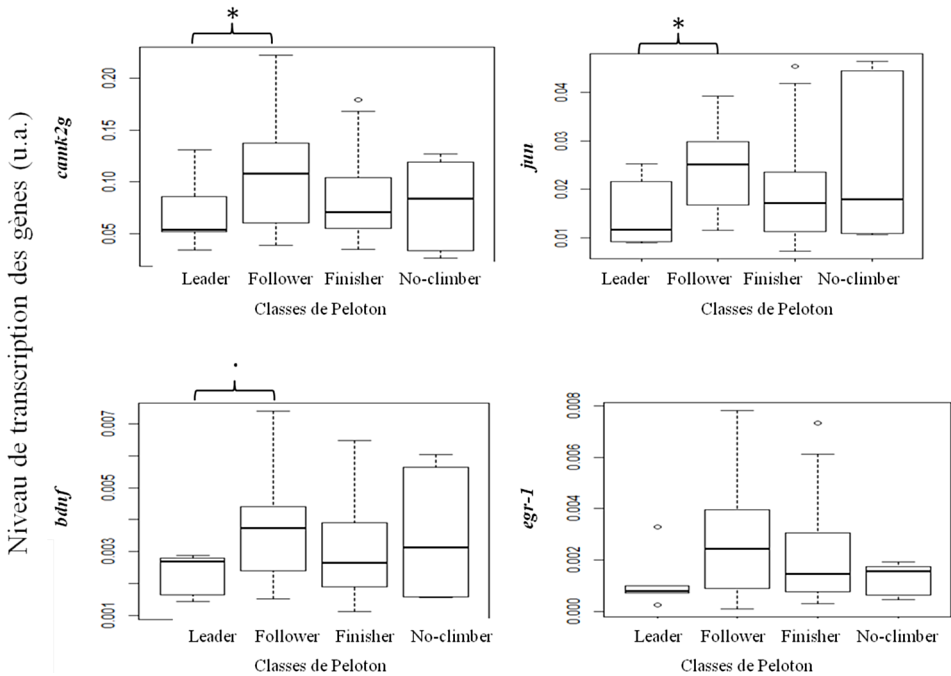 Niveau de transcription des gènes (u.a.)
*
camk2g
0.20
0.15
0.10
0.05
Leader Follower Finisher No-climber
Classes de Peloton
*
jun
0.04
0.03
0.02
0.01
Leader Follower Finisher No-climber
Classes de Peloton
.
bdnf
0.007
0.005
0.003
0.001
Leader Follower Finisher No-climber
Classes de Peloton
egr-1
0.008
0.006
0.004
0.002
0.000
Leader Follower Finisher No-climber
Classes de Peloton